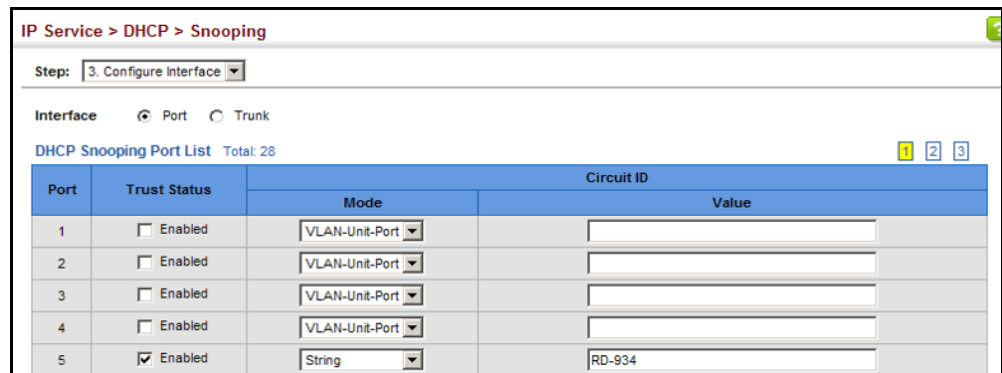 IP Service > DHCP > Snooping
?
Step: 3. Configure Interface
Interface Port Trunk
DHCP Snooping Port List Total: 28 1 2 3
Port Trust Status Circuit ID
Mode Value
1 Enabled VLAN-Unit-Port
2 Enabled VLAN-Unit-Port
3 Enabled VLAN-Unit-Port
4 Enabled VLAN-Unit-Port
5 Enabled String RD-934